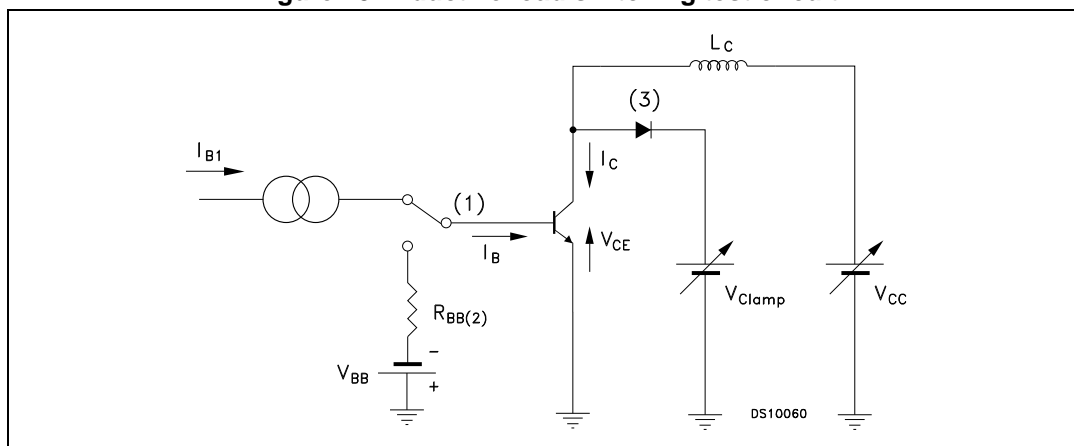 L_C
(3)
I_B1
I_C
(1)
I_B
V_CE
R_BB(2)
V_Clamp
V_CC
V_BB
-
+
DS10060